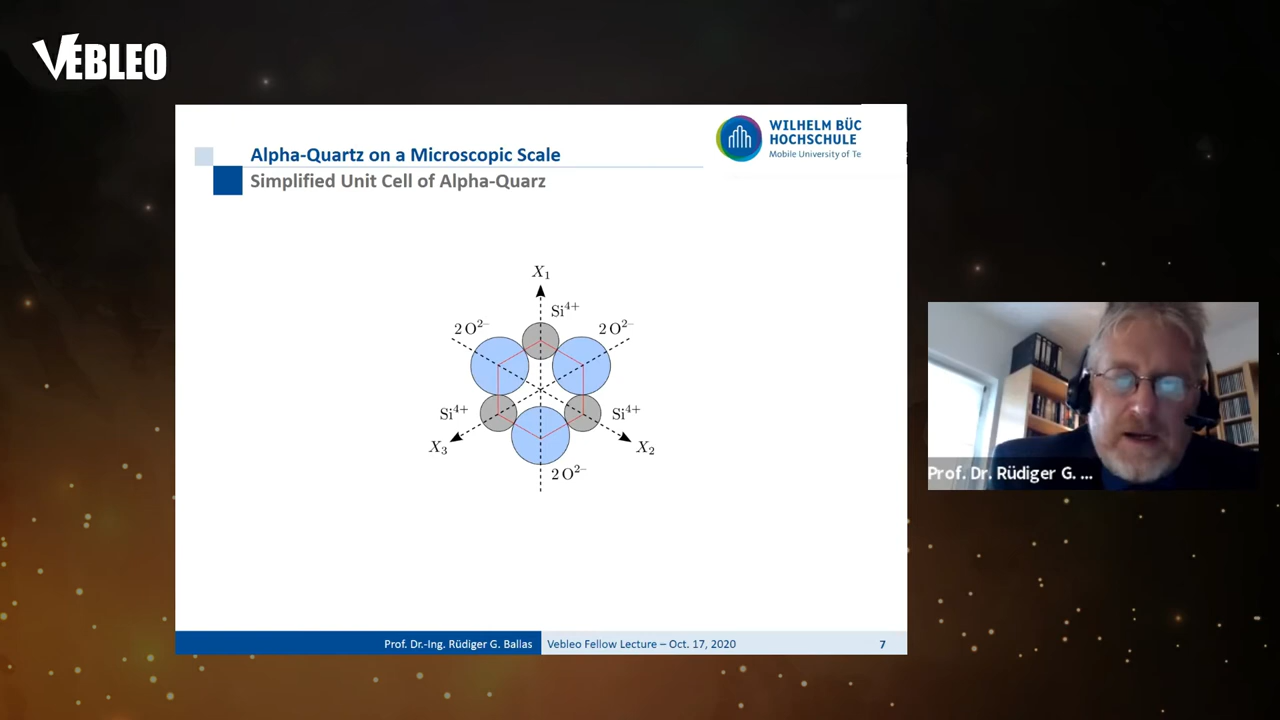 VEBLEO
WILHELM BÜC
HOCHSCHULE
Mobile University of Te
Alpha-Quartz on a Microscopic Scale
Simplified Unit Cell of Alpha-Quarz
X₁
Si⁴⁺
2 O²⁻
2 O²⁻
Si⁴⁺
Si⁴⁺
X₃
X₂
2 O²⁻
Prof. Dr. Rüdiger G. ...
Prof. Dr.-Ing. Rüdiger G. Ballas
Vebleo Fellow Lecture – Oct. 17, 2020
7